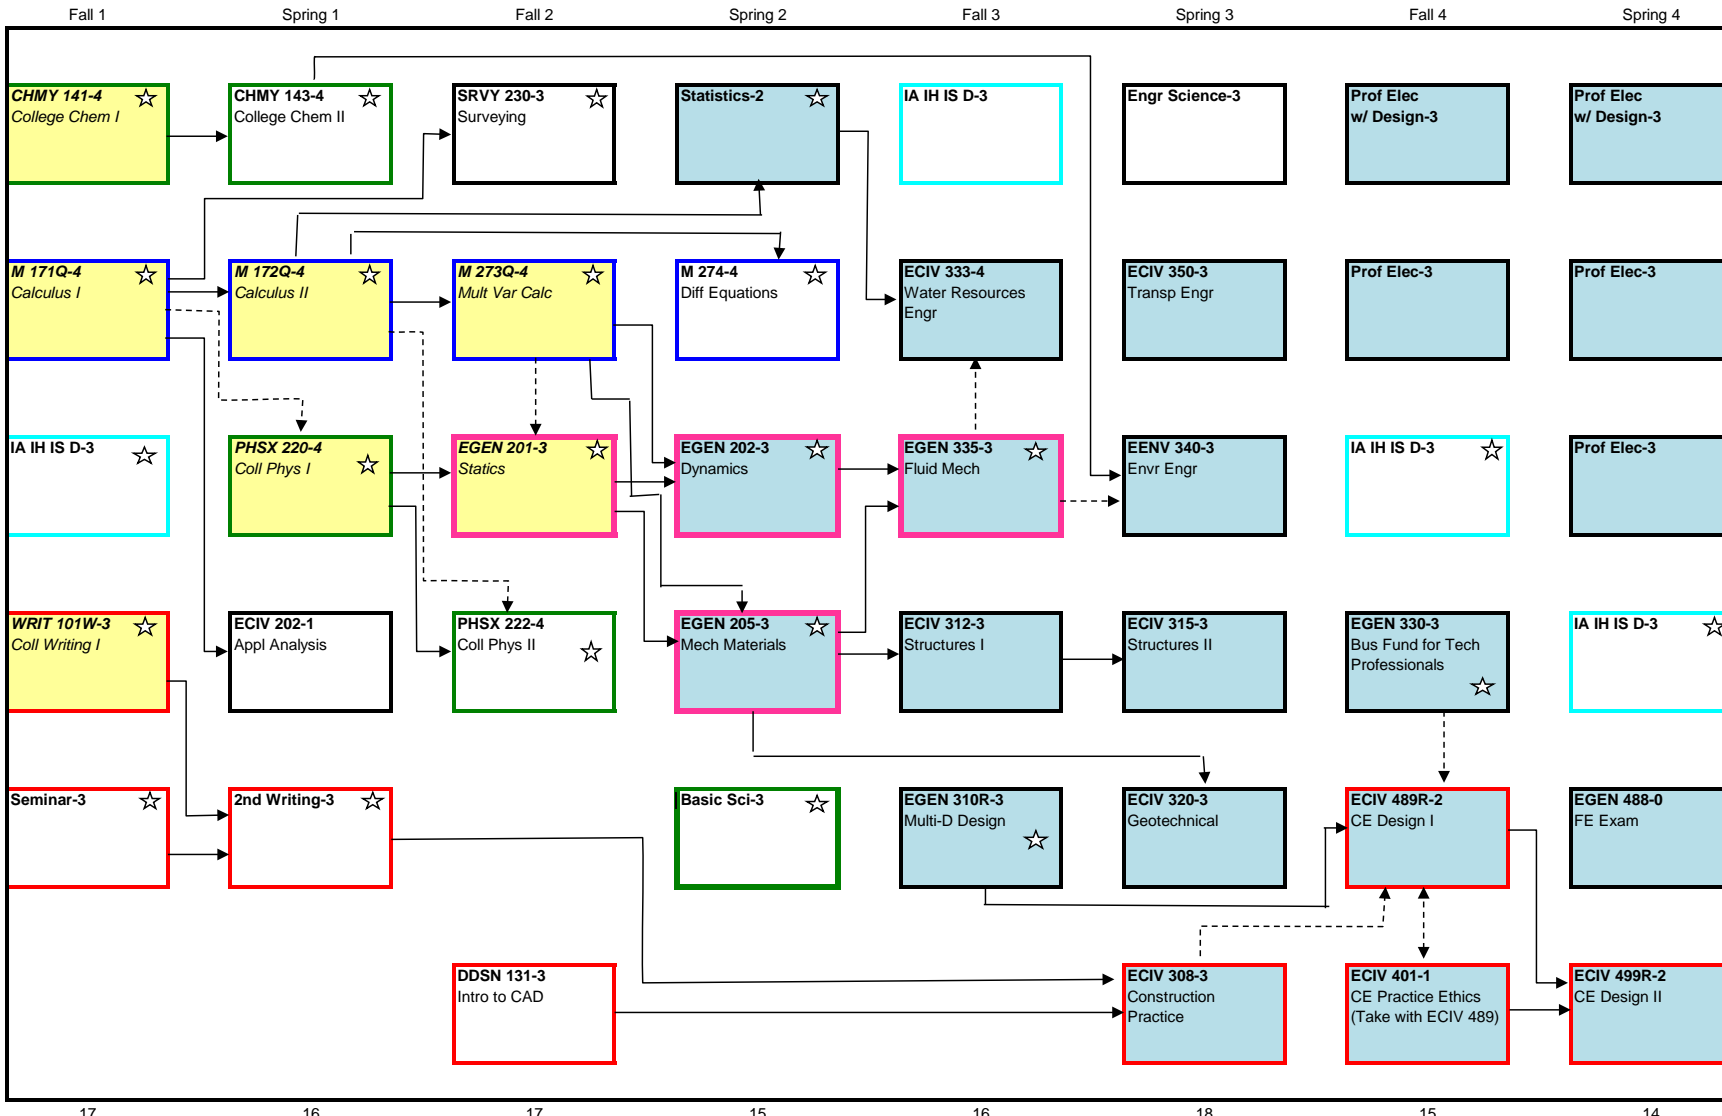 Fall 1
Spring 1
Fall 2
Spring 2
Fall 3
Spring 3
Fall 4
Spring 4
CHMY 141-4
College Chem I
CHMY 143-4
College Chem II
SRVY 230-3
Surveying
Statistics-2
IA IH IS D-3
Engr Science-3
Prof Elec
w/ Design-3
Prof Elec
w/ Design-3
M 171Q-4
Calculus I
M 172Q-4
Calculus II
M 273Q-4
Mult Var Calc
M 274-4
Diff Equations
ECIV 333-4
Water Resources
Engr
ECIV 350-3
Transp Engr
Prof Elec-3
Prof Elec-3
IA IH IS D-3
PHSX 220-4
Coll Phys I
EGEN 201-3
Statics
EGEN 202-3
Dynamics
EGEN 335-3
Fluid Mech
EENV 340-3
Envr Engr
IA IH IS D-3
Prof Elec-3
WRIT 101W-3
Coll Writing I
ECIV 202-1
Appl Analysis
PHSX 222-4
Coll Phys II
EGEN 205-3
Mech Materials
ECIV 312-3
Structures I
ECIV 315-3
Structures II
EGEN 330-3
Bus Fund for Tech
Professionals
IA IH IS D-3
Seminar-3
2nd Writing-3
Basic Sci-3
EGEN 310R-3
Multi-D Design
ECIV 320-3
Geotechnical
ECIV 489R-2
CE Design I
EGEN 488-0
FE Exam
DDSN 131-3
Intro to CAD
ECIV 308-3
Construction
Practice
ECIV 401-1
CE Practice Ethics
(Take with ECIV 489)
ECIV 499R-2
CE Design II
17
16
17
15
16
18
15
14